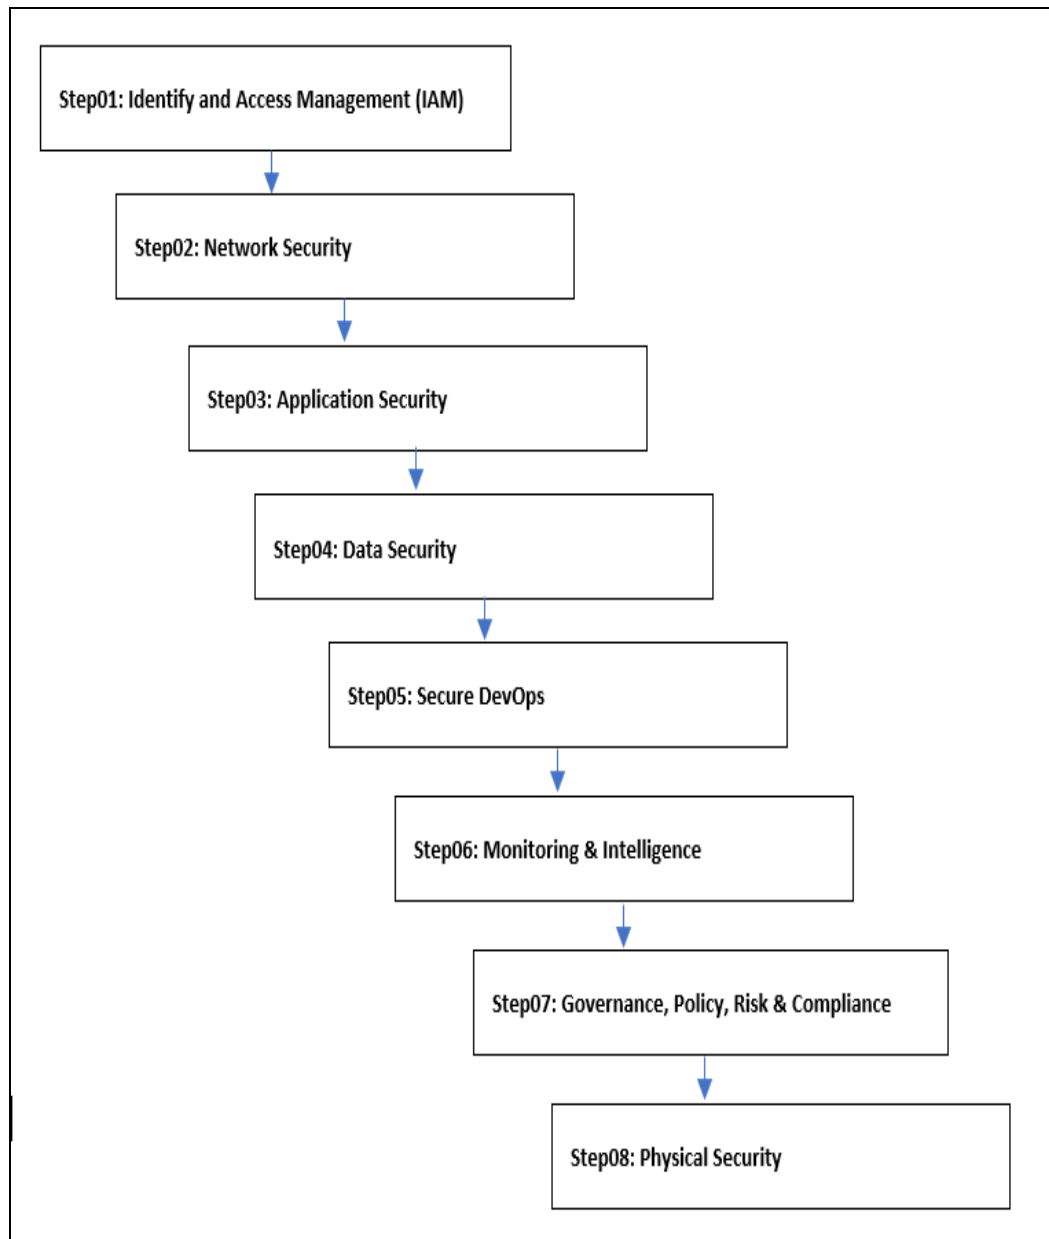 Step01: Identify and Access Management (IAM)
Step02: Network Security
Step03: Application Security
Step04: Data Security
Step05: Secure DevOps
Step06: Monitoring & Intelligence
Step07: Governance, Policy, Risk & Compliance
Step08: Physical Security